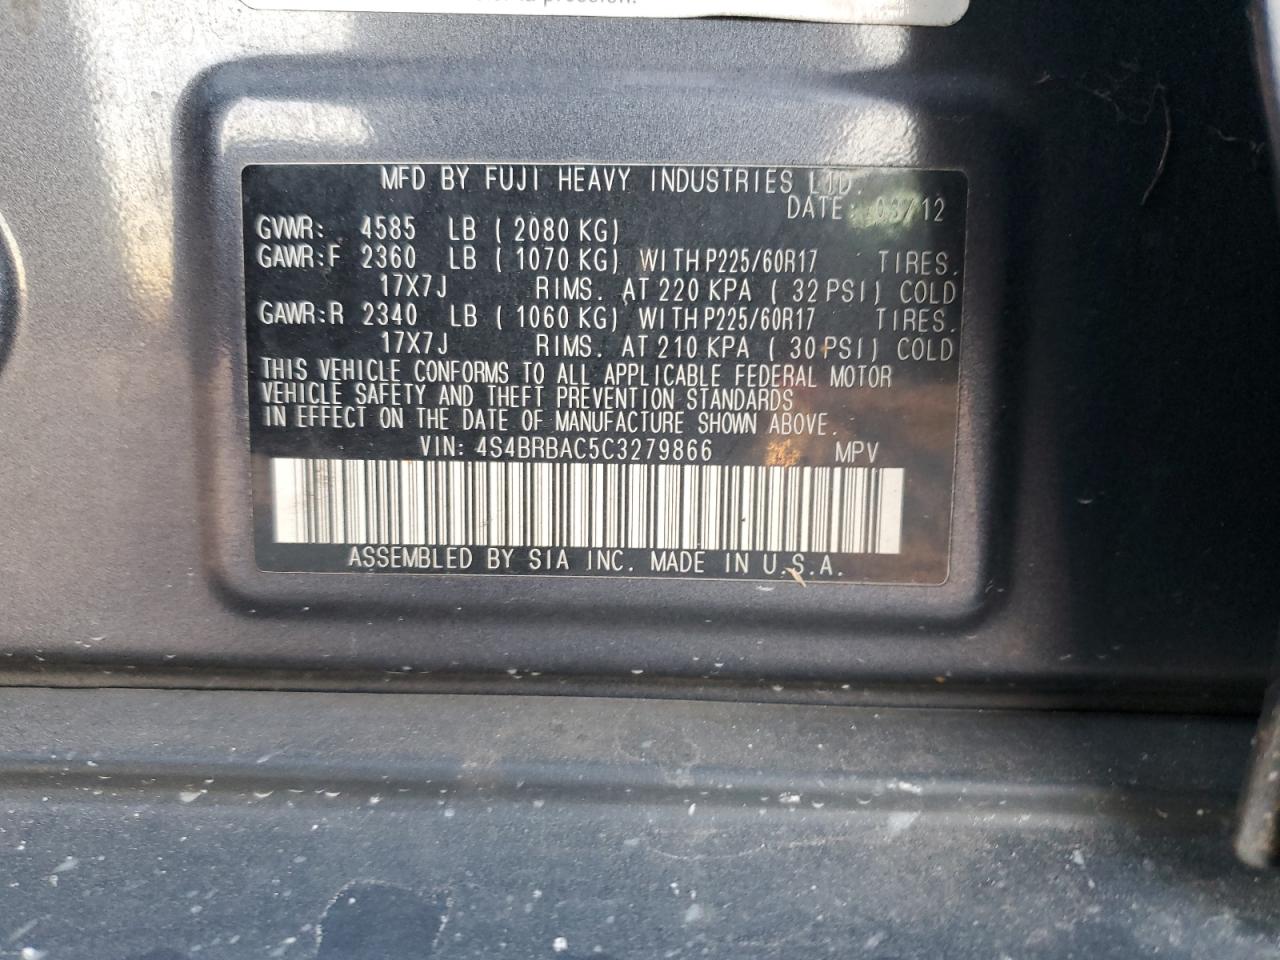 la presión.
MFD BY FUJI HEAVY INDUSTRIES LTD.
DATE: 03/12
GVWR: 4585 LB ( 2080 KG)
GAWR:F 2360 LB ( 1070 KG) WITH P225/60R17 TIRES.
17X7J RIMS. AT 220 KPA ( 32 PSI) COLD
GAWR:R 2340 LB ( 1060 KG) WITH P225/60R17 TIRES.
17X7J RIMS. AT 210 KPA ( 30 PSI) COLD
THIS VEHICLE CONFORMS TO ALL APPLICABLE FEDERAL MOTOR
VEHICLE SAFETY AND THEFT PREVENTION STANDARDS
IN EFFECT ON THE DATE OF MANUFACTURE SHOWN ABOVE.
VIN: 4S4BRBAC5C3279866 MPV
ASSEMBLED BY SIA INC. MADE IN U.S.A.